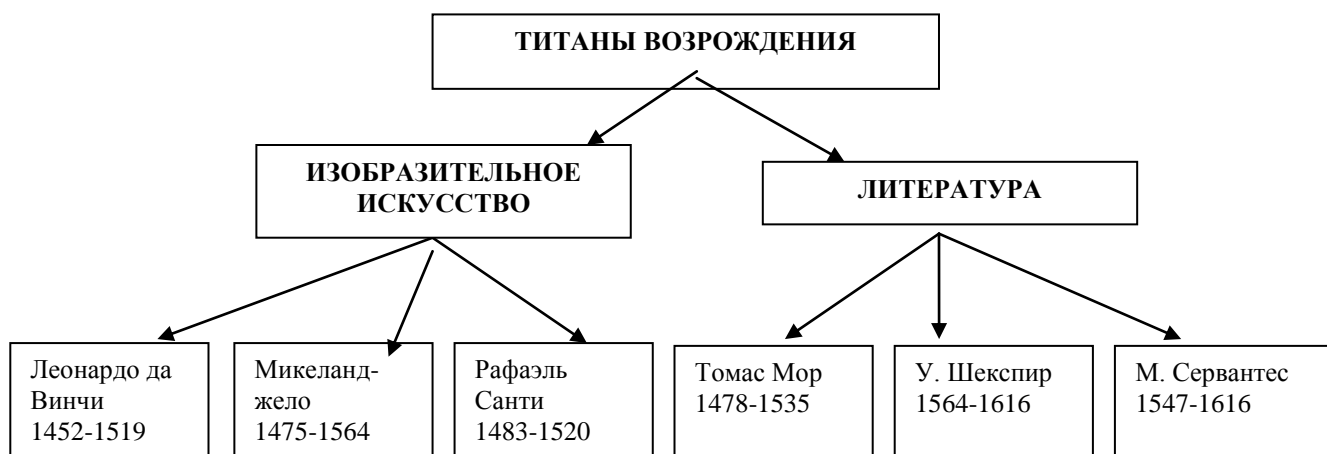 ТИТАНЫ ВОЗРОЖДЕНИЯ
ИЗОБРАЗИТЕЛЬНОЕ
ИСКУССТВО
ЛИТЕРАТУРА
Леонардо да
Винчи
1452-1519
Микеланд-
жело
1475-1564
Рафаэль
Санти
1483-1520
Томас Мор
1478-1535
У. Шекспир
1564-1616
М. Сервантес
1547-1616